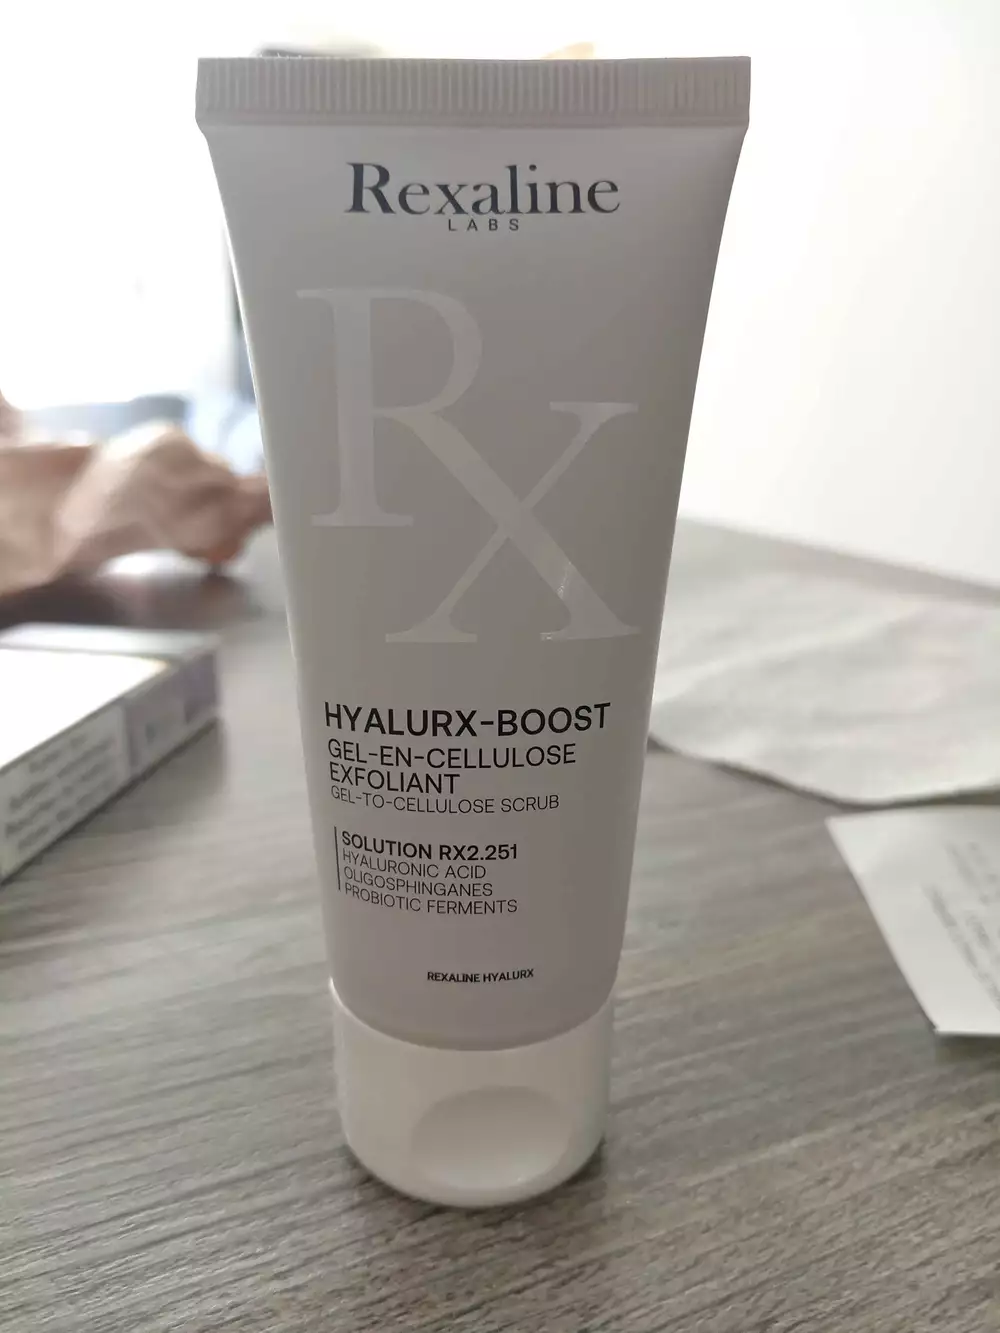 Rexaline
LABS
RX
HYALURX-BOOST
GEL-EN-CELLULOSE
EXFOLIANT
GEL-TO-CELLULOSE SCRUB
SOLUTION RX2.251
HYALURONIC ACID
OLIGOSPHINGANES
PROBIOTIC FERMENTS
REXALINE HYALURX